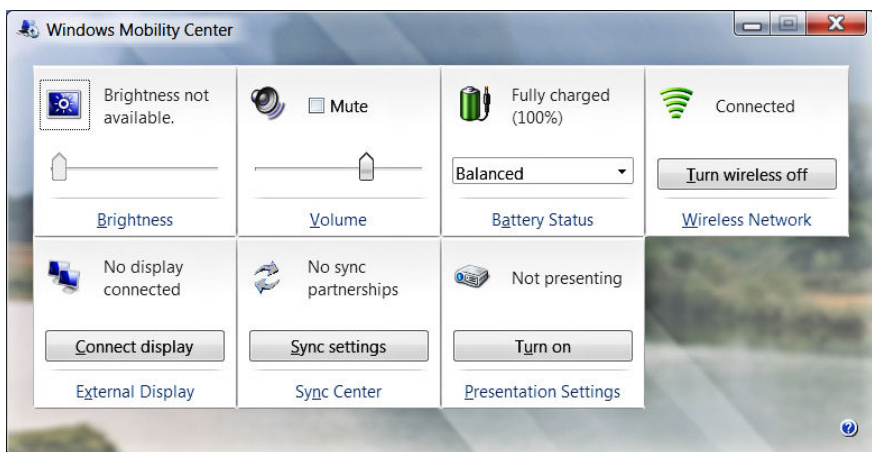 Windows Mobility Center
Brightness not
available.
Brightness
Mute
Volume
Fully charged
(100%)
Balanced
Battery Status
Connected
Turn wireless off
Wireless Network
No display
connected
Connect display
External Display
No sync
partnerships
Sync settings
Sync Center
Not presenting
Turn on
Presentation Settings
?